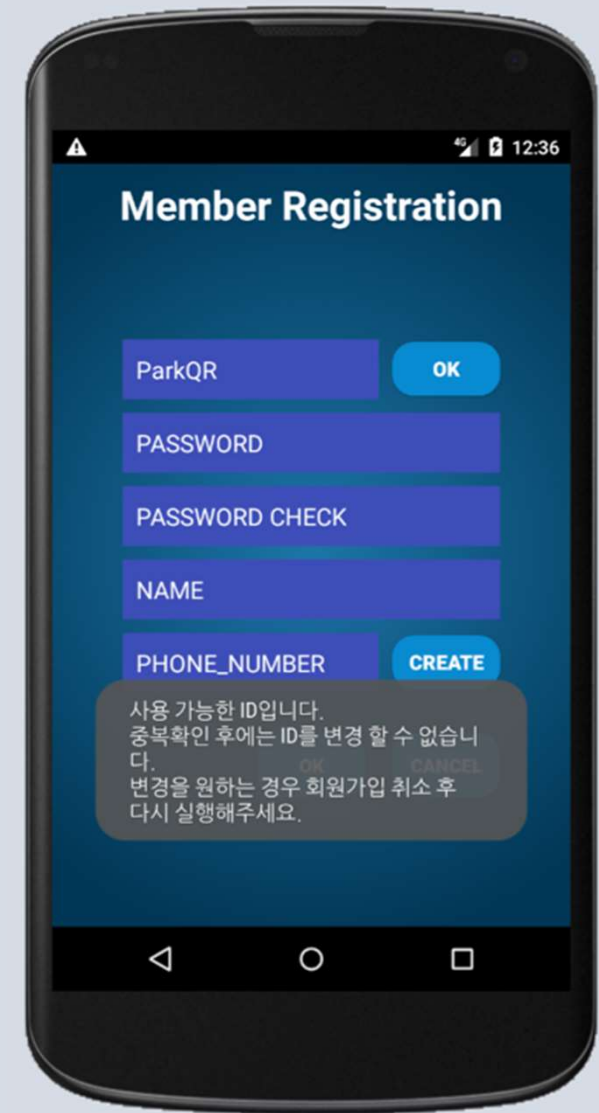 4G 12:36
Member Registration
ParkQR OK
PASSWORD
PASSWORD CHECK
NAME
PHONE_NUMBER CREATE
사용 가능한 ID입니다.
중복확인 후에는 ID를 변경 할 수 없습니
다.
OK CANCEL
변경을 원하는 경우 회원가입 취소 후
다시 실행해주세요.